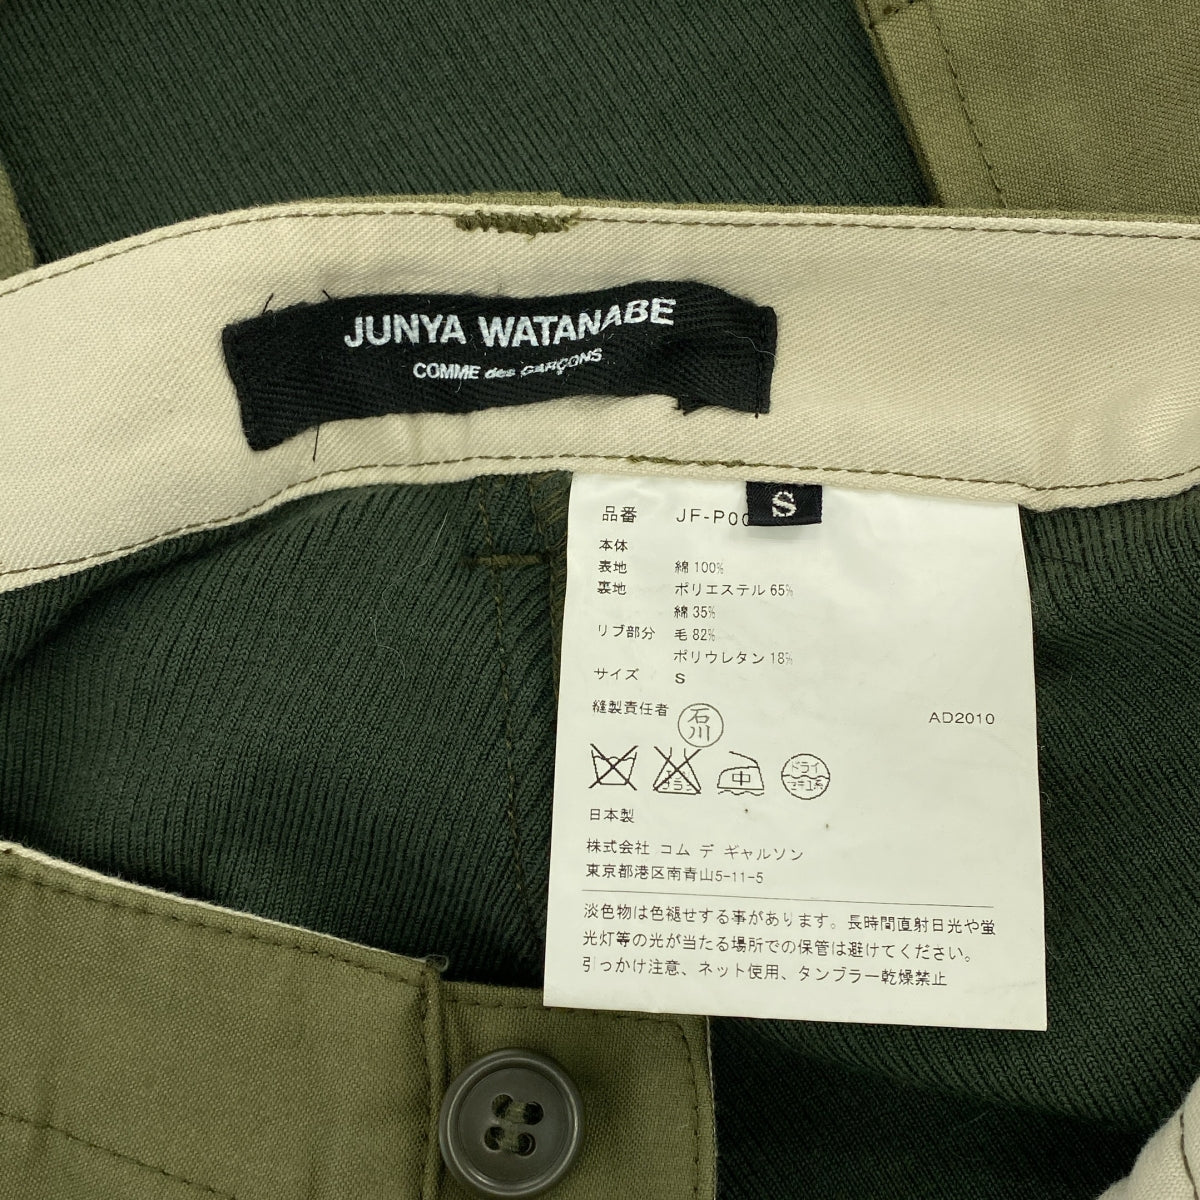 JUNYA WATANABE
COMME des GARÇONS
S
品番 JF-P00
本体
表地 綿 100%
裏地 ポリエステル 65%
綿 35%
リブ部分 毛 82%
ポリウレタン 18%
サイズ S
縫製責任者 石川
AD2010
中 ドライ
セキユ系
日本製
株式会社 コム デ ギャルソン
東京都港区南青山5-11-5
淡色物は色褪せする事があります。長時間直射日光や蛍
光灯等の光が当たる場所での保管は避けてください。
引っかけ注意、ネット使用、タンブラー乾燥禁止